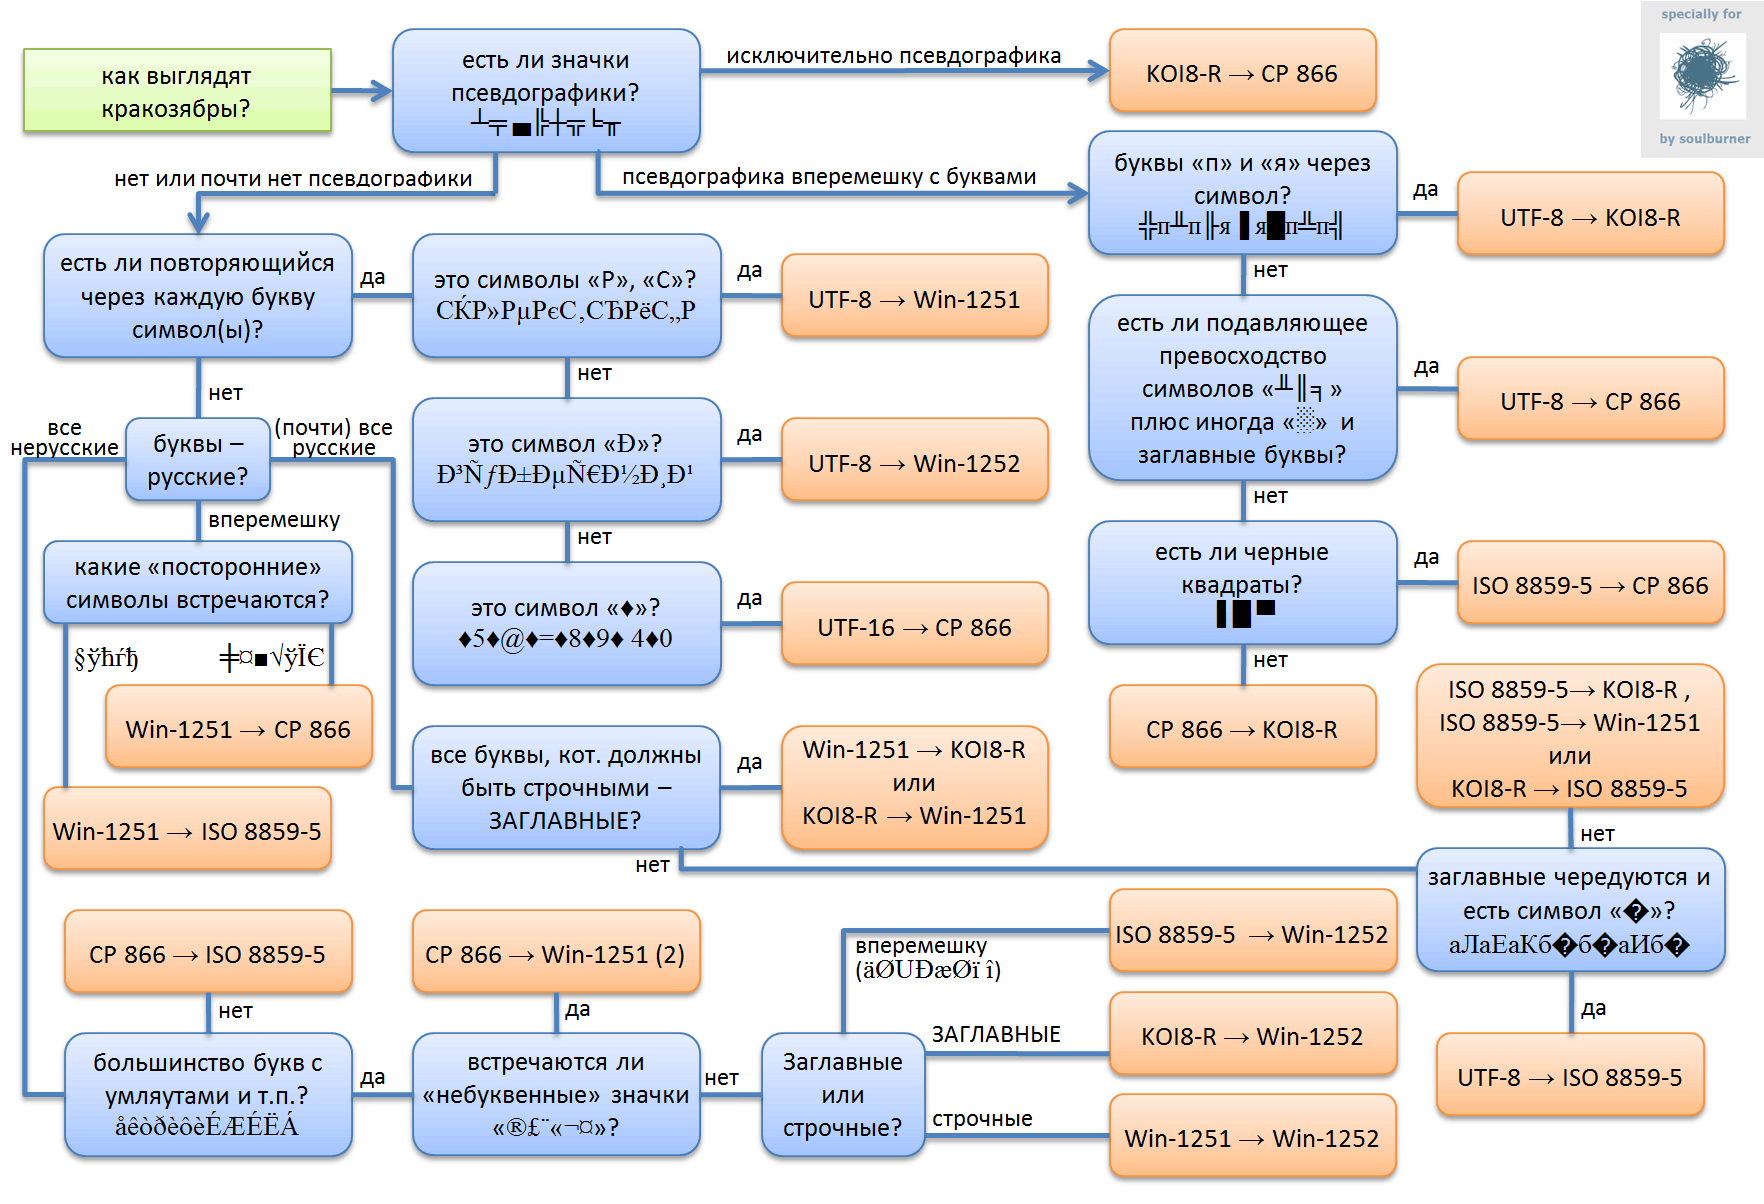 specially for
by soulburner
как выглядят
кракозябры?
есть ли значки
псевдографики?
┴╤▄╠┼╦╘╥
исключительно псевдографика
KOI8-R → CP 866
нет или почти нет псевдографики
псевдографика вперемешку с буквами
буквы «п» и «я» через
символ?
╬п╨п╟я▐я█п╩п╣
да
UTF-8 → KOI8-R
нет
есть ли повторяющийся
через каждую букву
символ(ы)?
да
это символы «Р», «С»?
СЌР»РµРєС‚СЂРёС„Р
да
UTF-8 → Win-1251
есть ли подавляющее
превосходство
символов «╨║╕»
плюс иногда «░» и
заглавные буквы?
да
UTF-8 → CP 866
нет
нет
нет
все
нерусские
буквы –
русские?
(почти) все
русские
это символ «Ð»?
Ð³ÑƒÐ±ÐµÑ€Ð½Ð¸Ð¹
да
UTF-8 → Win-1252
вперемешку
нет
есть ли черные
квадраты?
▌█▀
да
ISO 8859-5 → CP 866
какие «посторонние»
символы встречаются?
§ўћѓђ
╪¤■√ўЇЄ
это символ «♦»?
♦5♦@♦=♦8♦9♦ 4♦0
да
UTF-16 → CP 866
нет
Win-1251 → CP 866
CP 866 → KOI8-R
ISO 8859-5→ KOI8-R ,
ISO 8859-5→ Win-1251
или
KOI8-R → ISO 8859-5
Win-1251 → ISO 8859-5
все буквы, кот. должны
быть строчными –
ЗАГЛАВНЫЕ?
да
Win-1251 → KOI8-R
или
KOI8-R → Win-1251
нет
нет
заглавные чередуются и
есть символ «�»?
аЛаЕаКб�б�аИб�
да
UTF-8 → ISO 8859-5
CP 866 → ISO 8859-5
CP 866 → Win-1251 (2)
вперемешку
(äØUÐæØï î)
ISO 8859-5 → Win-1252
нет
да
большинство букв с
умляутами и т.п.?
åêòðèôèÉÆÉËÁ
да
встречаются ли
«небуквенные» значки
«®£¨«¬¤»?
нет
Заглавные
или
строчные?
ЗАГЛАВНЫЕ
KOI8-R → Win-1252
строчные
Win-1251 → Win-1252